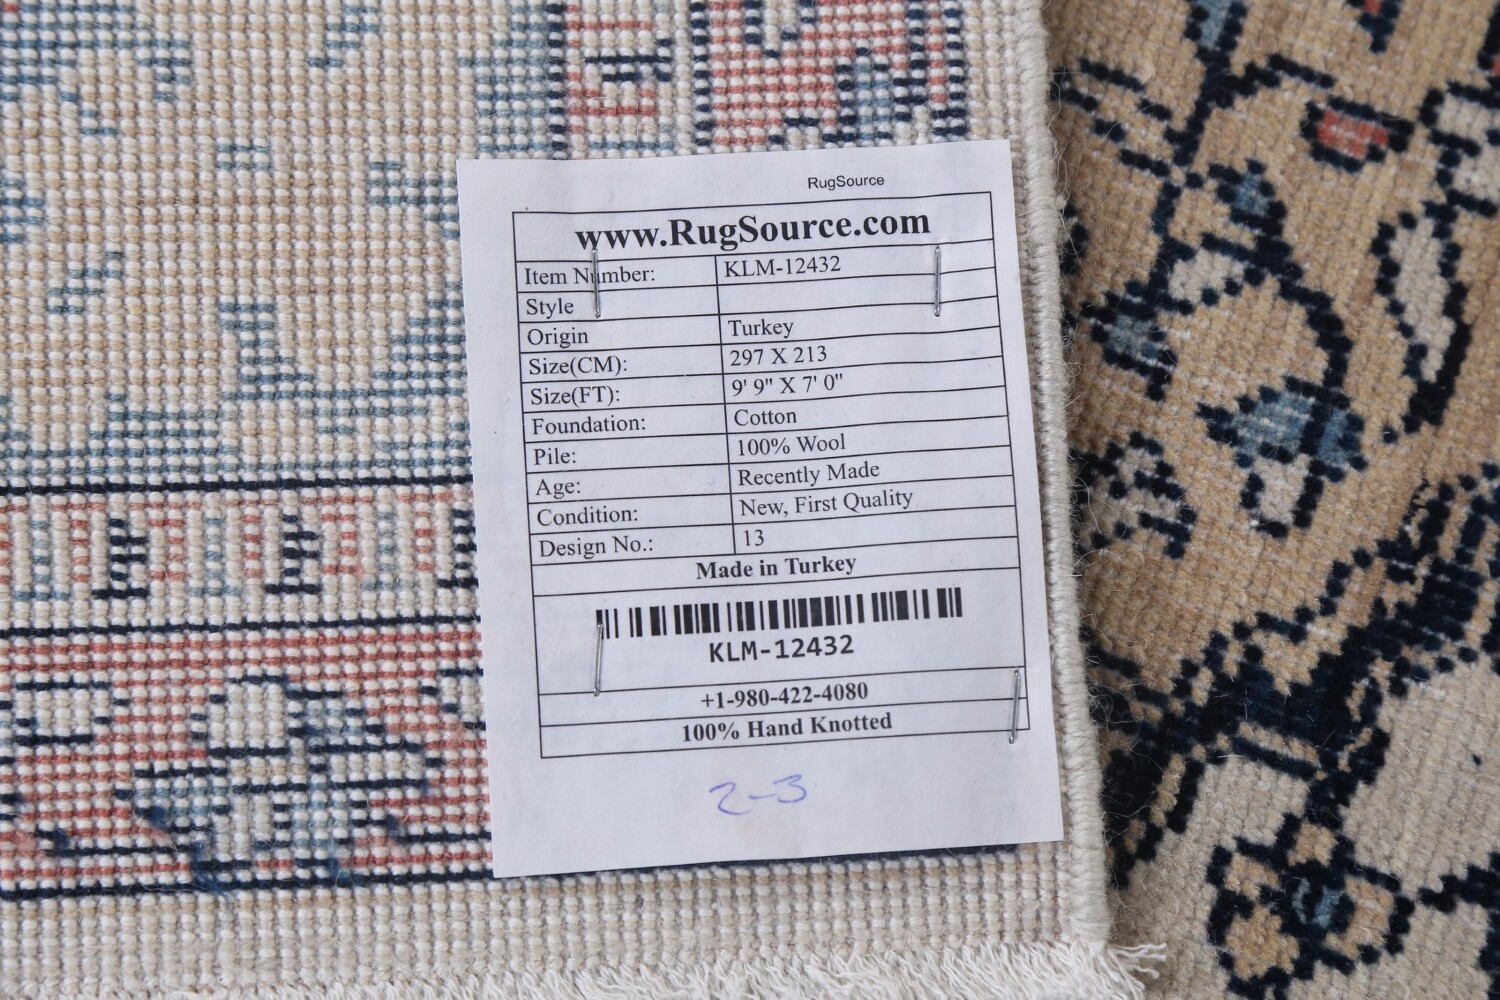 RugSource
www.RugSource.com
Item Number: KLM-12432
Style
Origin Turkey
Size(CM): 297 X 213
Size(FT): 9' 9" X 7' 0"
Foundation: Cotton
Pile: 100% Wool
Age: Recently Made
Condition: New, First Quality
Design No.: 13
Made in Turkey
KLM-12432
+1-980-422-4080
100% Hand Knotted
2-3